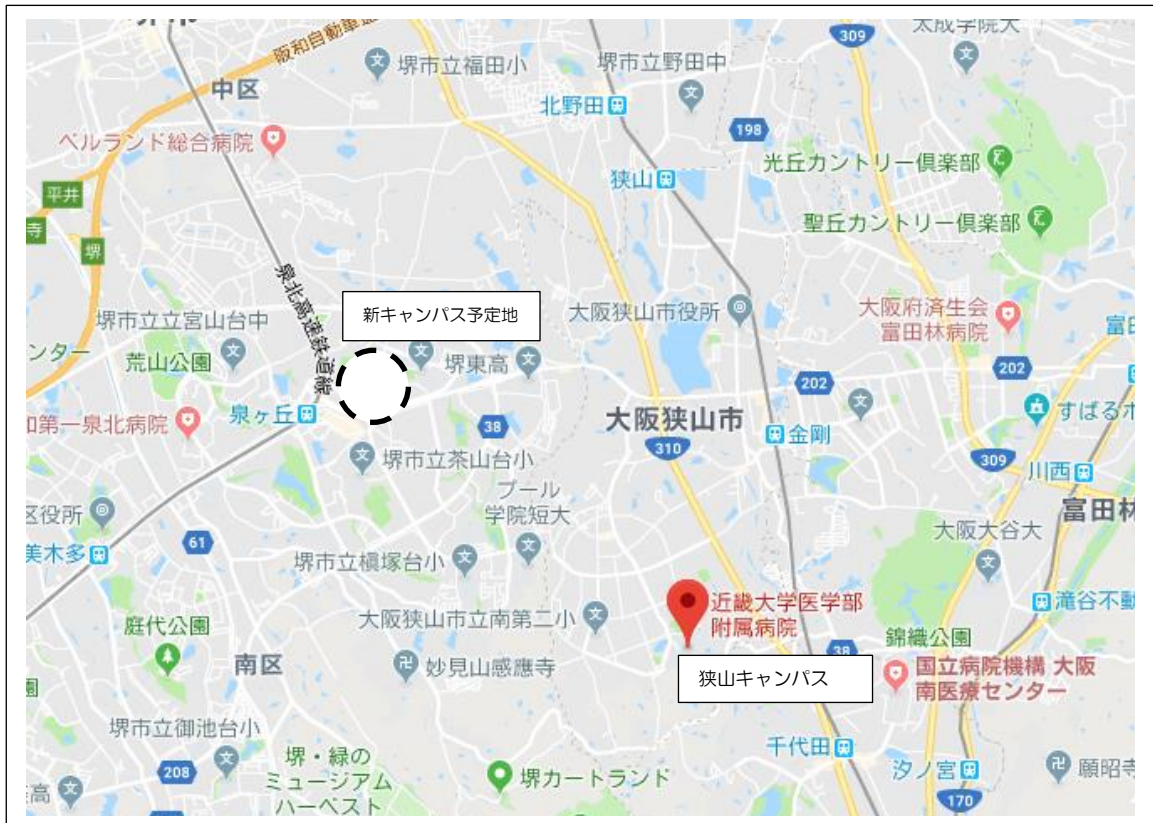 309
太成学院大
阪和自動車
堺市立福田小
堺市立野田中
中区
北野田
ベルランド総合病院
198
光丘カントリー倶楽部
狭山
平井
聖丘カントリー倶楽部
寺
堺
泉北高速鉄道線
新キャンパス予定地
大阪狭山市役所
大阪府済生会
富田林病院
堺市立宮山台中
ンター
荒山公園
堺東高
202
202
泉ヶ丘
和第一泉北病院
38
大阪狭山市
金剛
すばるホ
310
309
堺市立茶山台小
川西
プール
学院短大
区役所
富田林
美木多
61
大阪大谷大
堺市立槇塚台小
近畿大学医学部
附属病院
大阪狭山市立南第二小
滝谷不動
庭代公園
38
錦織公園
南区
妙見山感應寺
狭山キャンパス
国立病院機構 大阪
南医療センター
堺市立御池台小
千代田
堺・緑の
ミュージアム
ハーベスト
208
堺カートランド
汐ノ宮
願昭寺
170
高